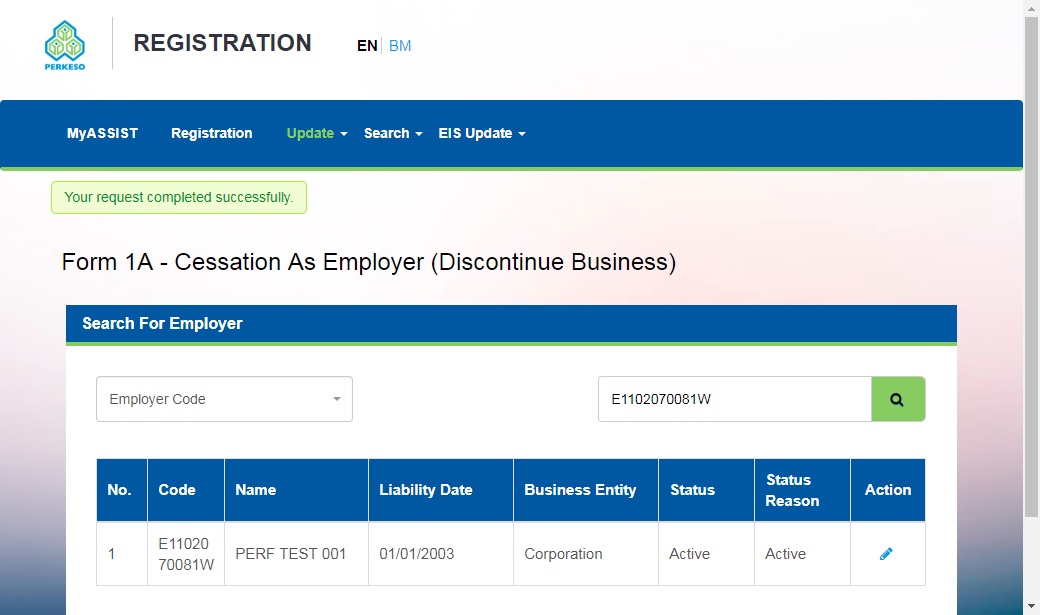 PERKESO
REGISTRATION
EN BM
MyASSIST Registration Update Search EIS Update
Your request completed successfully.
Form 1A - Cessation As Employer (Discontinue Business)
Search For Employer
Employer Code E1102070081W
No. Code Name Liability Date Business Entity Status Status Reason Action
1 E1102070081W PERF TEST 001 01/01/2003 Corporation Active Active